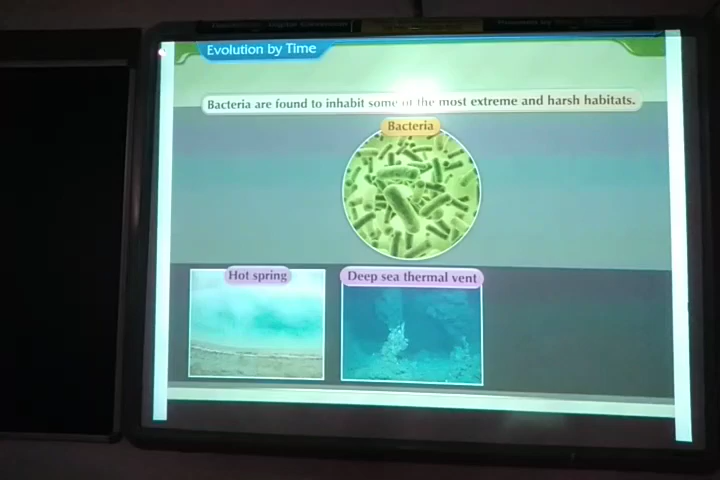 Evolution by Time
Bacteria are found to inhabit some of the most extreme and harsh habitats.
Bacteria
Hot spring
Deep sea thermal vent